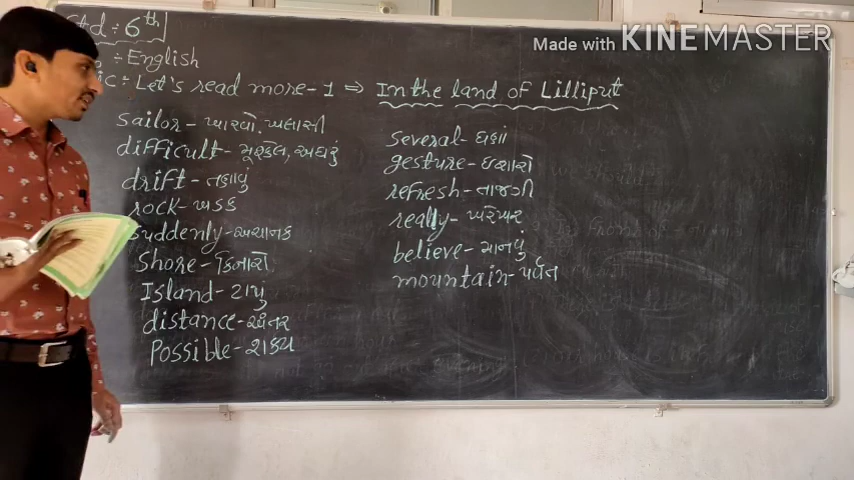 Made with KINEMASTER
Std ÷ 6th
÷ English
÷ Let's read more-1 ⇒ In the land of Lilliput
sailor - ખારવો, ખલાસી
difficult - મુશ્કેલ, અઘરું
drift - તણાવું
rock - ખડક
suddenly - અચાનક
Shore - કિનારો
Island - ટાપુ
distance - અંતર
Possible - શક્ય
several - ઘણાં
gesture - ઇશારો
refresh - તાજગી
really - ખરેખર
believe - માનવું
mountain - પર્વત